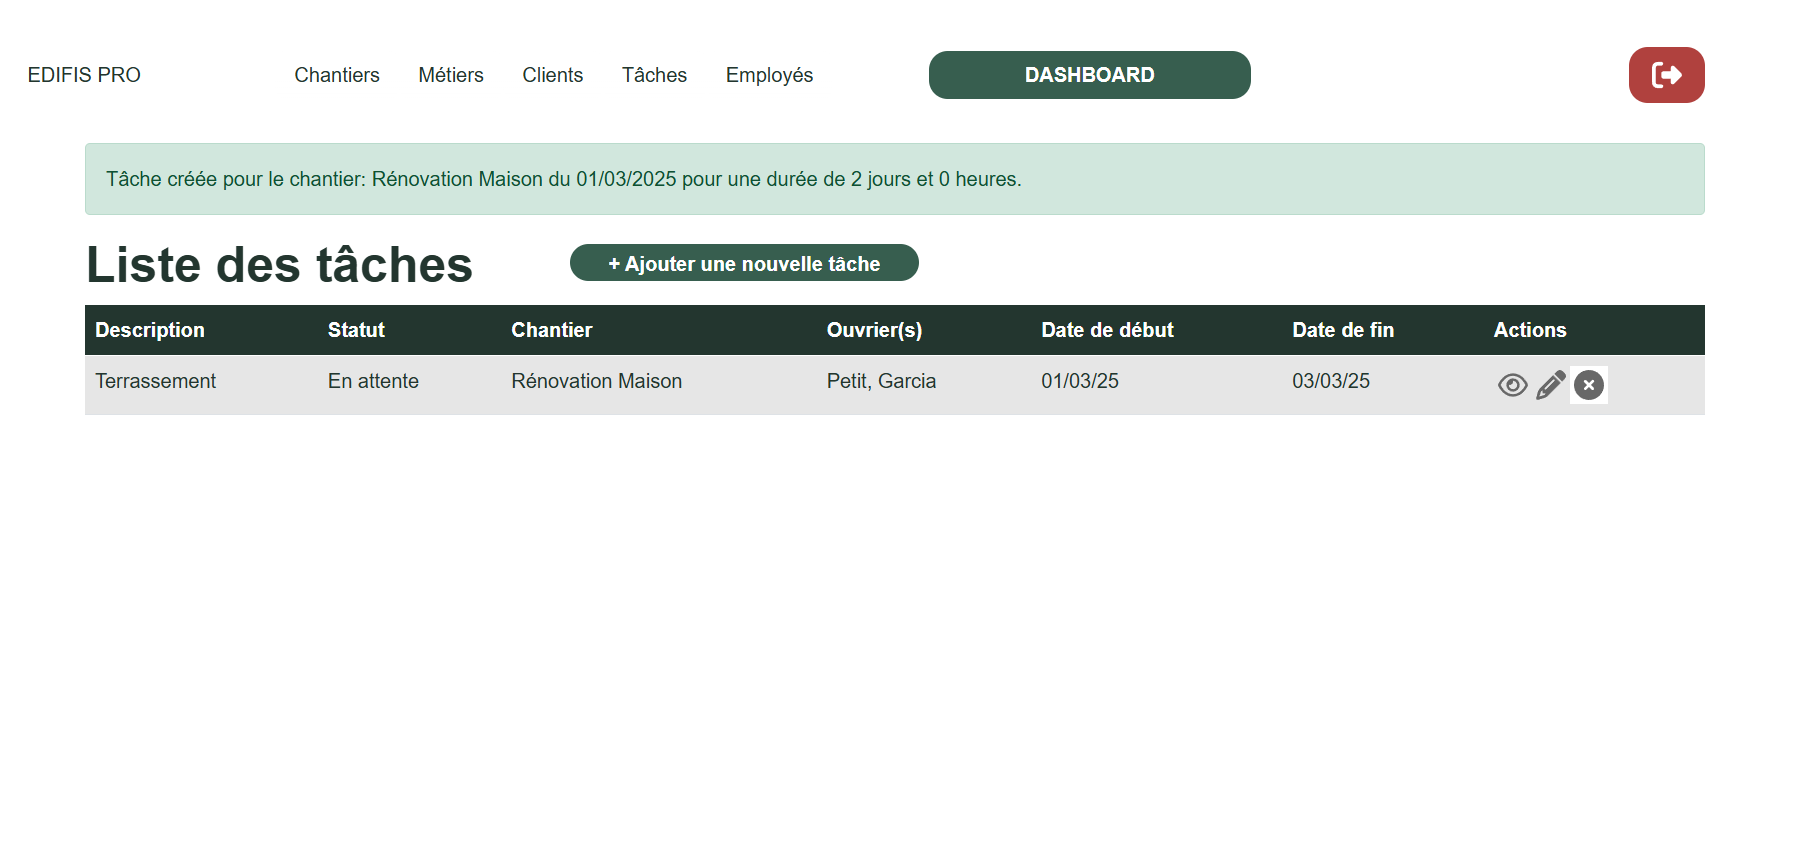 EDIFIS PRO Chantiers Métiers Clients Tâches Employés DASHBOARD
Tâche créée pour le chantier: Rénovation Maison du 01/03/2025 pour une durée de 2 jours et 0 heures.
Liste des tâches + Ajouter une nouvelle tâche
Description Statut Chantier Ouvrier(s) Date de début Date de fin Actions
Terrassement En attente Rénovation Maison Petit, Garcia 01/03/25 03/03/25